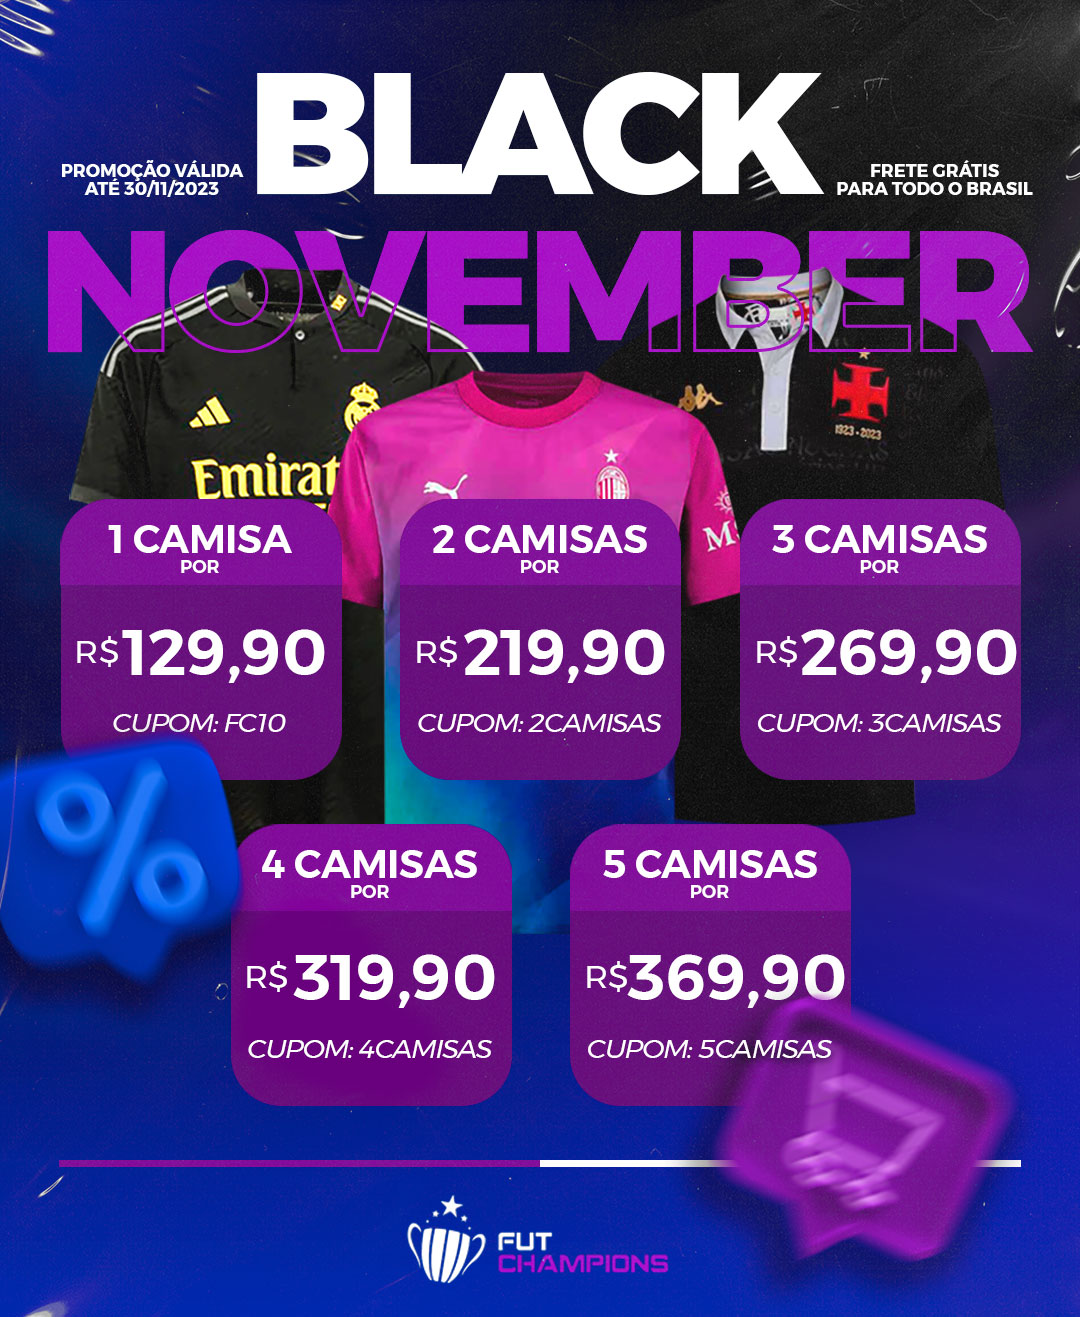 BLACK
PROMOÇÃO VÁLIDA
ATÉ 30/11/2023
FRETE GRÁTIS
PARA TODO O BRASIL
NOVEMBER
1923 - 2023
Emirat
MS
1 CAMISA
POR
R$129,90
CUPOM: FC10
2 CAMISAS
POR
R$219,90
CUPOM: 2CAMISAS
3 CAMISAS
POR
R$269,90
CUPOM: 3CAMISAS
4 CAMISAS
POR
R$319,90
CUPOM: 4CAMISAS
5 CAMISAS
POR
R$369,90
CUPOM: 5CAMISAS
%
FUT
CHAMPIONS